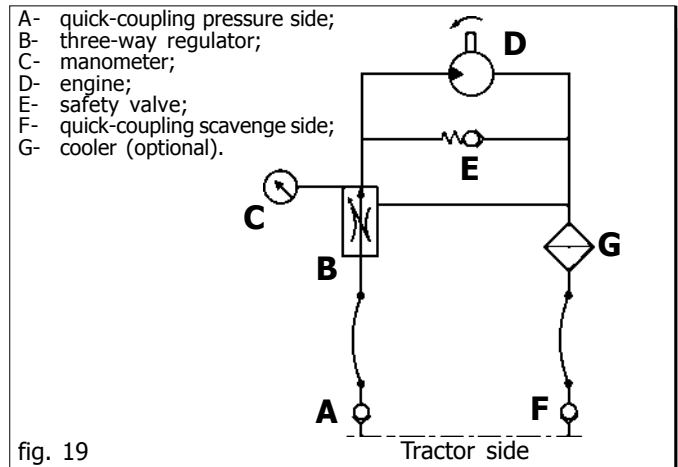 A- quick-coupling pressure side;
B- three-way regulator;
C- manometer;
D- engine;
E- safety valve;
F- quick-coupling scavenge side;
G- cooler (optional).
D
E
C
B
G
A
F
fig. 19
Tractor side